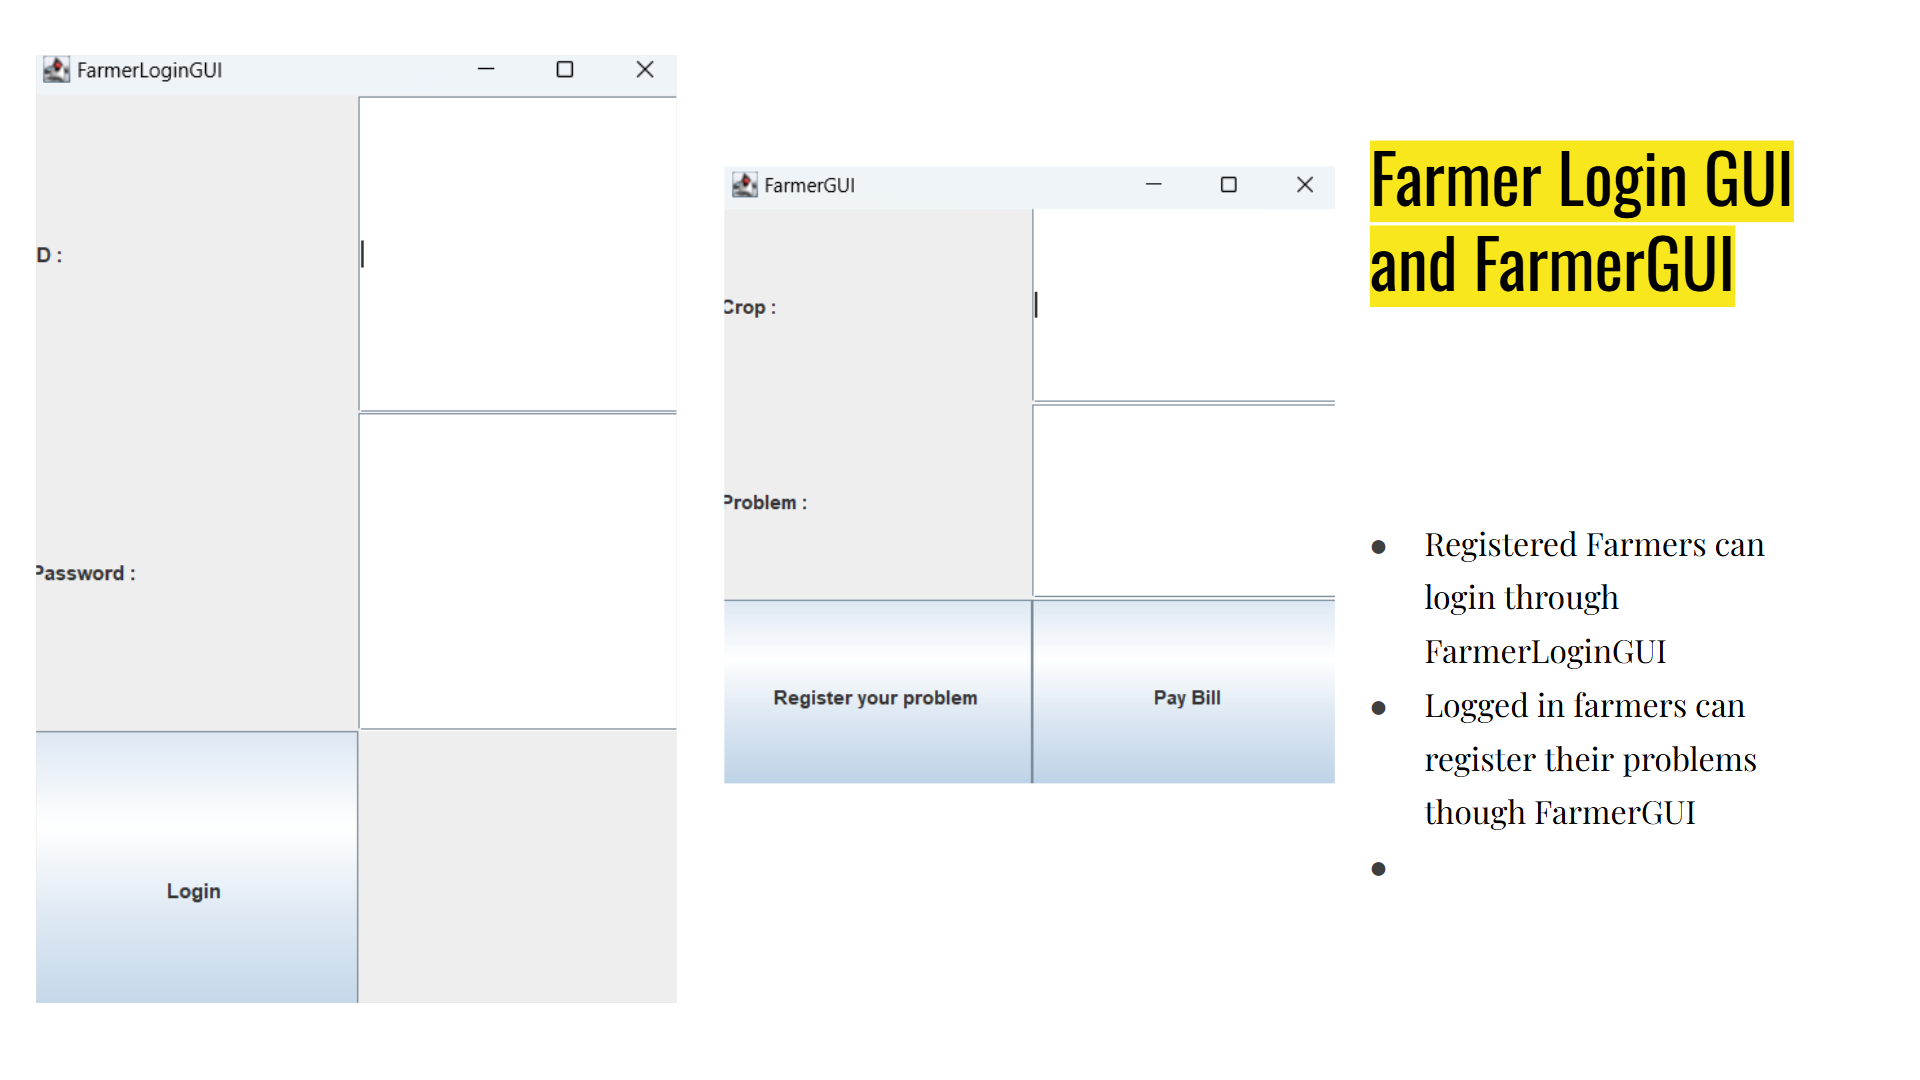 FarmerLoginGUI
D :
Password :
Login
FarmerGUI
Crop :
Problem :
Register your problem
Pay Bill
Farmer Login GUI
and FarmerGUI
● Registered Farmers can
login through
FarmerLoginGUI
● Logged in farmers can
register their problems
though FarmerGUI
●